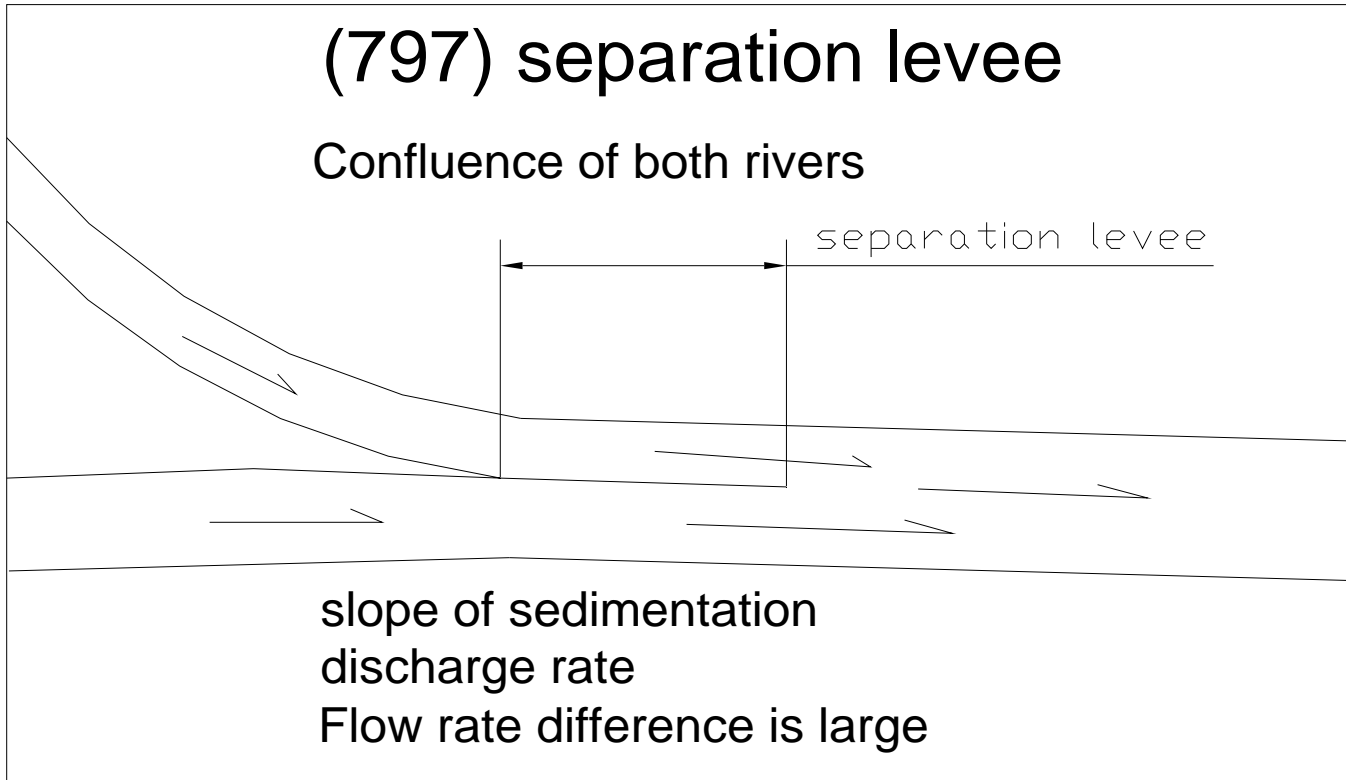 (797) separation levee
Confluence of both rivers
separation levee
slope of sedimentation
discharge rate
Flow rate difference is large